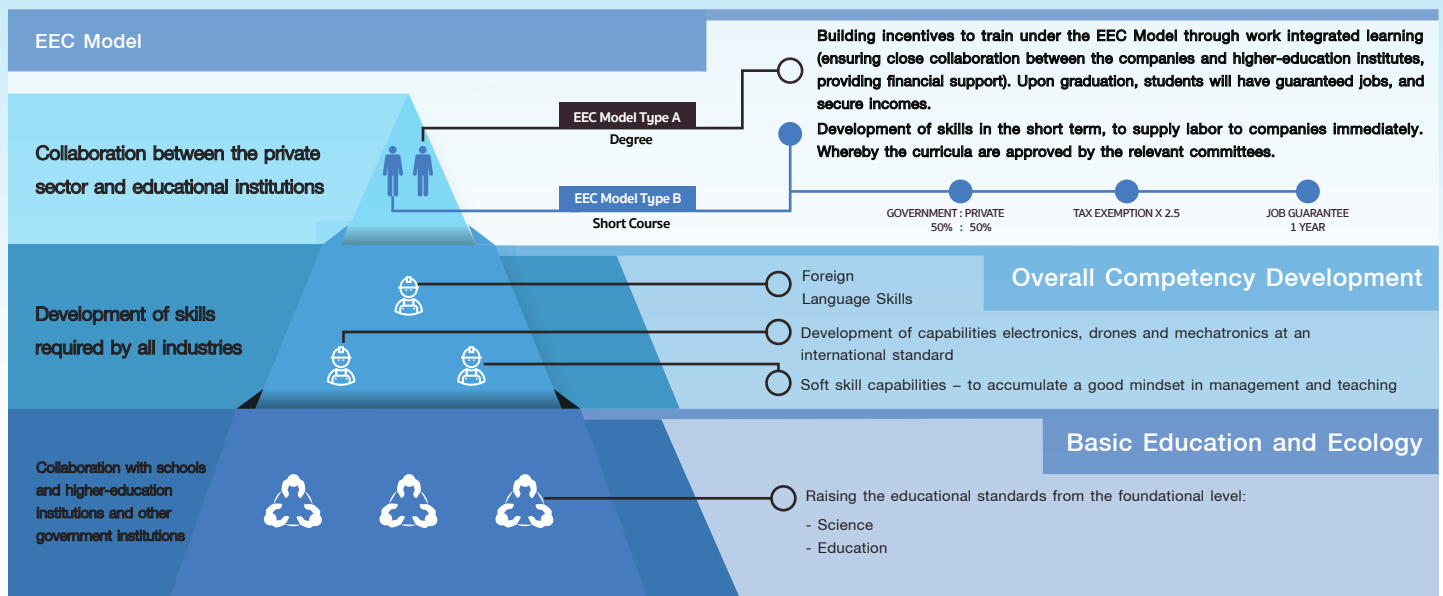 EEC Model
Building incentives to train under the EEC Model through work integrated learning
(ensuring close collaboration between the companies and higher-education institutes,
providing financial support). Upon graduation, students will have guaranteed jobs, and
secure incomes.
EEC Model Type A
Degree
Development of skills in the short term, to supply labor to companies immediately.
Whereby the curricula are approved by the relevant committees.
Collaboration between the private
sector and educational institutions
EEC Model Type B
Short Course
GOVERNMENT : PRIVATE
50% : 50%
TAX EXEMPTION X 2.5
JOB GUARANTEE
1 YEAR
Overall Competency Development
Development of skills
required by all industries
Foreign
Language Skills
Development of capabilities electronics, drones and mechatronics at an
international standard
Soft skill capabilities – to accumulate a good mindset in management and teaching
Basic Education and Ecology
Collaboration with schools
and higher-education
institutions and other
government institutions
Raising the educational standards from the foundational level:
- Science
- Education